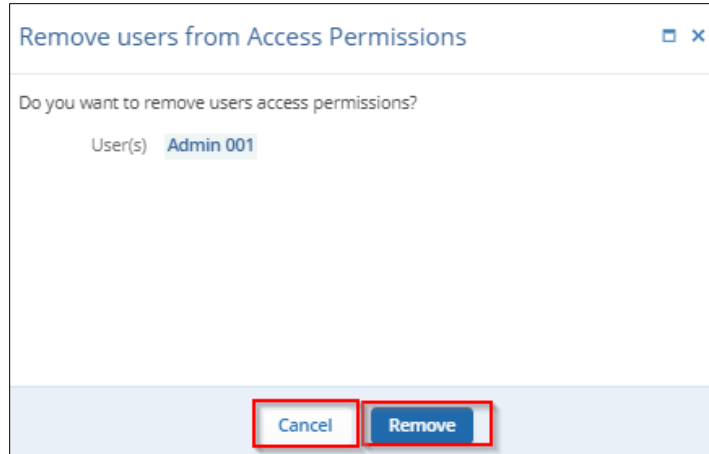 Remove users from Access Permissions
Do you want to remove users access permissions?
User(s) Admin 001
Cancel Remove